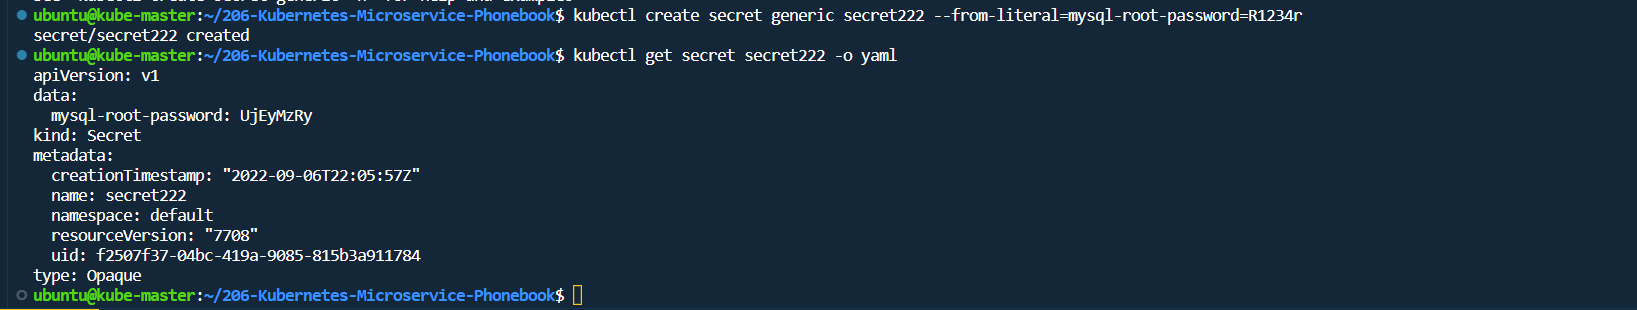 ubuntu@kube-master:~/206-Kubernetes-Microservice-Phonebook$ kubectl create secret generic secret222 --from-literal=mysql-root-password=R1234r
secret/secret222 created
ubuntu@kube-master:~/206-Kubernetes-Microservice-Phonebook$ kubectl get secret secret222 -o yaml
apiVersion: v1
data:
  mysql-root-password: UjEyMzRy
kind: Secret
metadata:
  creationTimestamp: "2022-09-06T22:05:57Z"
  name: secret222
  namespace: default
  resourceVersion: "7708"
  uid: f2507f37-04bc-419a-9085-815b3a911784
type: Opaque
ubuntu@kube-master:~/206-Kubernetes-Microservice-Phonebook$